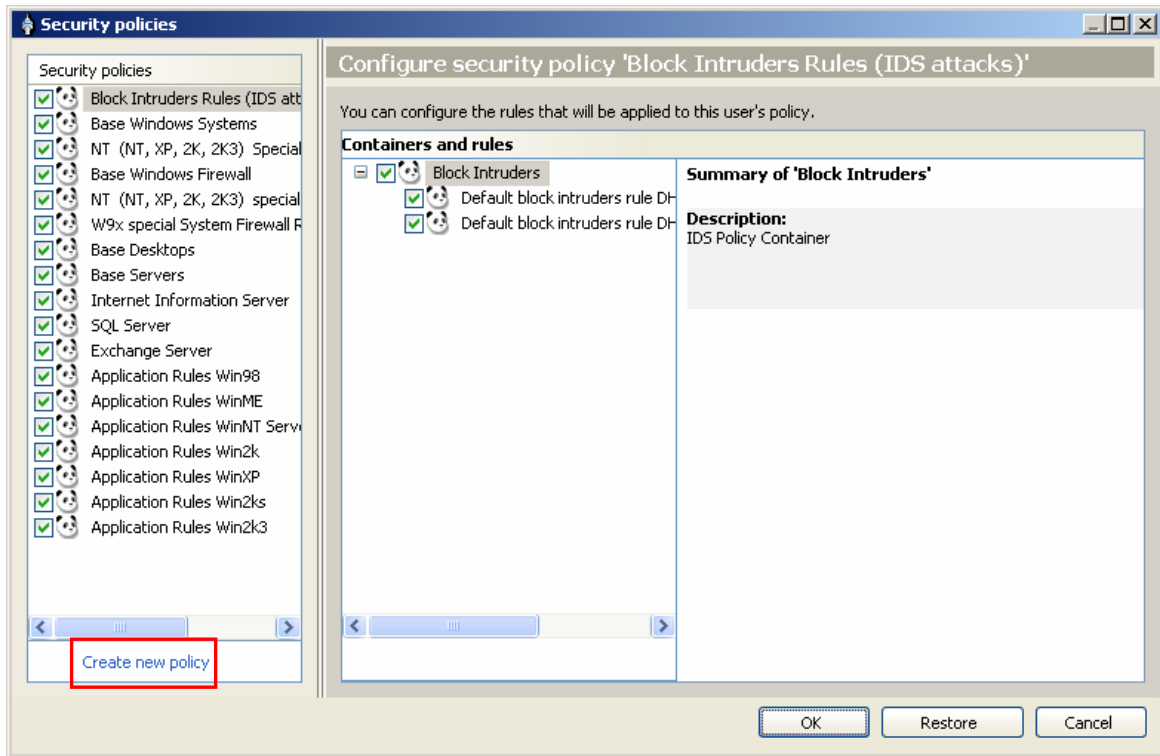 Security policies
Security policies
Block Intruders Rules (IDS att
Base Windows Systems
NT (NT, XP, 2K, 2K3) Special
Base Windows Firewall
NT (NT, XP, 2K, 2K3) special
W9x special System Firewall R
Base Desktops
Base Servers
Internet Information Server
SQL Server
Exchange Server
Application Rules Win98
Application Rules WinME
Application Rules WinNT Serv
Application Rules Win2k
Application Rules WinXP
Application Rules Win2ks
Application Rules Win2k3
Create new policy
Configure security policy 'Block Intruders Rules (IDS attacks)'
You can configure the rules that will be applied to this user's policy.
Containers and rules
Block Intruders
Default block intruders rule DH
Default block intruders rule DH
Summary of 'Block Intruders'
Description:
IDS Policy Container
OK
Restore
Cancel